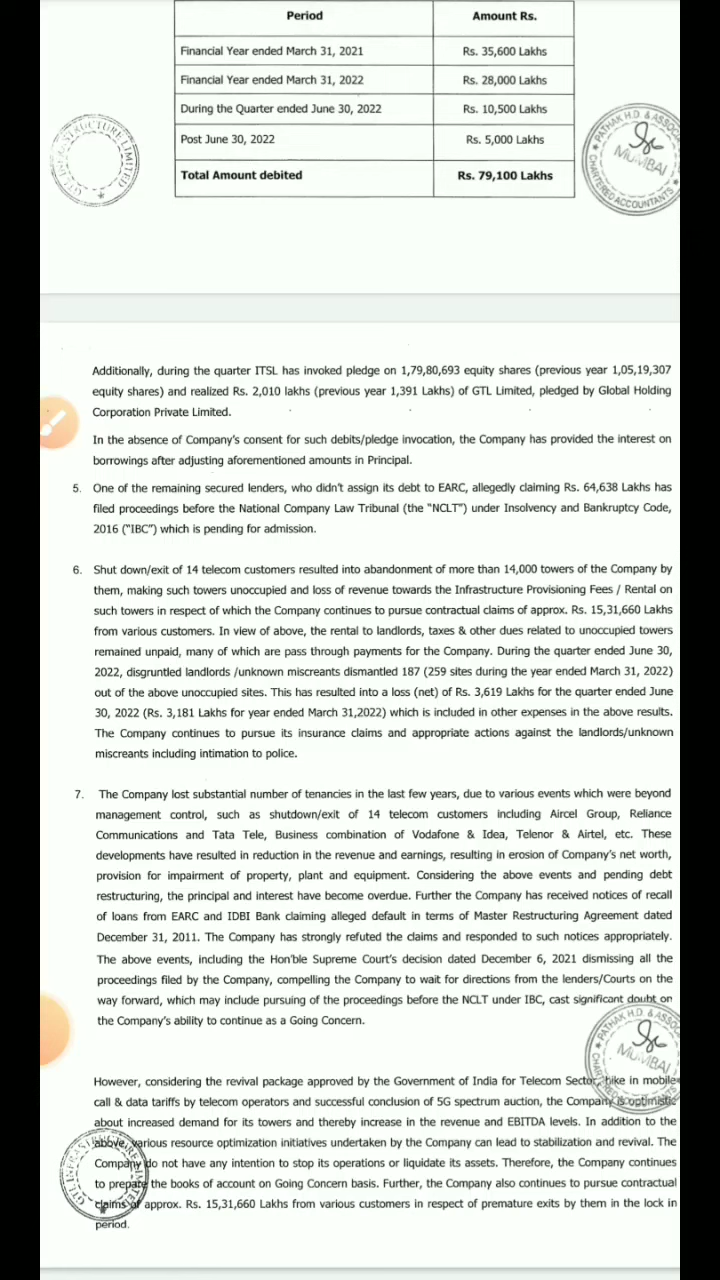 Period Amount Rs.
Financial Year ended March 31, 2021 Rs. 35,600 Lakhs
Financial Year ended March 31, 2022 Rs. 28,000 Lakhs
During the Quarter ended June 30, 2022 Rs. 10,500 Lakhs
Post June 30, 2022 Rs. 5,000 Lakhs
Total Amount debited Rs. 79,100 Lakhs
GTL INFRASTRUCTURE LIMITED
PATHAK H.D. & ASSOC
MUMBAI
CHARTERED ACCOUNTANTS
Additionally, during the quarter ITSL has invoked pledge on 1,79,80,693 equity shares (previous year 1,05,19,307
equity shares) and realized Rs. 2,010 lakhs (previous year 1,391 Lakhs) of GTL Limited, pledged by Global Holding
Corporation Private Limited.
In the absence of Company's consent for such debits/pledge invocation, the Company has provided the interest on
borrowings after adjusting aforementioned amounts in Principal.
5. One of the remaining secured lenders, who didn't assign its debt to EARC, allegedly claiming Rs. 64,638 Lakhs has
filed proceedings before the National Company Law Tribunal (the "NCLT") under Insolvency and Bankruptcy Code,
2016 ("IBC") which is pending for admission.
6. Shut down/exit of 14 telecom customers resulted into abandonment of more than 14,000 towers of the Company by
them, making such towers unoccupied and loss of revenue towards the Infrastructure Provisioning Fees / Rental on
such towers in respect of which the Company continues to pursue contractual claims of approx. Rs. 15,31,660 Lakhs
from various customers. In view of above, the rental to landlords, taxes & other dues related to unoccupied towers
remained unpaid, many of which are pass through payments for the Company. During the quarter ended June 30,
2022, disgruntled landlords /unknown miscreants dismantled 187 (259 sites during the year ended March 31, 2022)
out of the above unoccupied sites. This has resulted into a loss (net) of Rs. 3,619 Lakhs for the quarter ended June
30, 2022 (Rs. 3,181 Lakhs for year ended March 31,2022) which is included in other expenses in the above results.
The Company continues to pursue its insurance claims and appropriate actions against the landlords/unknown
miscreants including intimation to police.
7. The Company lost substantial number of tenancies in the last few years, due to various events which were beyond
management control, such as shutdown/exit of 14 telecom customers including Aircel Group, Reliance
Communications and Tata Tele, Business combination of Vodafone & Idea, Telenor & Airtel, etc. These
developments have resulted in reduction in the revenue and earnings, resulting in erosion of Company's net worth,
provision for impairment of property, plant and equipment. Considering the above events and pending debt
restructuring, the principal and interest have become overdue. Further the Company has received notices of recall
of loans from EARC and IDBI Bank claiming alleged default in terms of Master Restructuring Agreement dated
December 31, 2011. The Company has strongly refuted the claims and responded to such notices appropriately.
The above events, including the Hon'ble Supreme Court's decision dated December 6, 2021 dismissing all the
proceedings filed by the Company, compelling the Company to wait for directions from the lenders/Courts on the
way forward, which may include pursuing of the proceedings before the NCLT under IBC, cast significant doubt on
the Company's ability to continue as a Going Concern.
PATHAK H.D. & ASSOC
MUMBAI
However, considering the revival package approved by the Government of India for Telecom Sector, hike in mobile
call & data tariffs by telecom operators and successful conclusion of 5G spectrum auction, the Company is optimistic
about increased demand for its towers and thereby increase in the revenue and EBITDA levels. In addition to the
above, various resource optimization initiatives undertaken by the Company can lead to stabilization and revival. The
Company do not have any intention to stop its operations or liquidate its assets. Therefore, the Company continues
to prepare the books of account on Going Concern basis. Further, the Company also continues to pursue contractual
claims of approx. Rs. 15,31,660 Lakhs from various customers in respect of premature exits by them in the lock in
period.